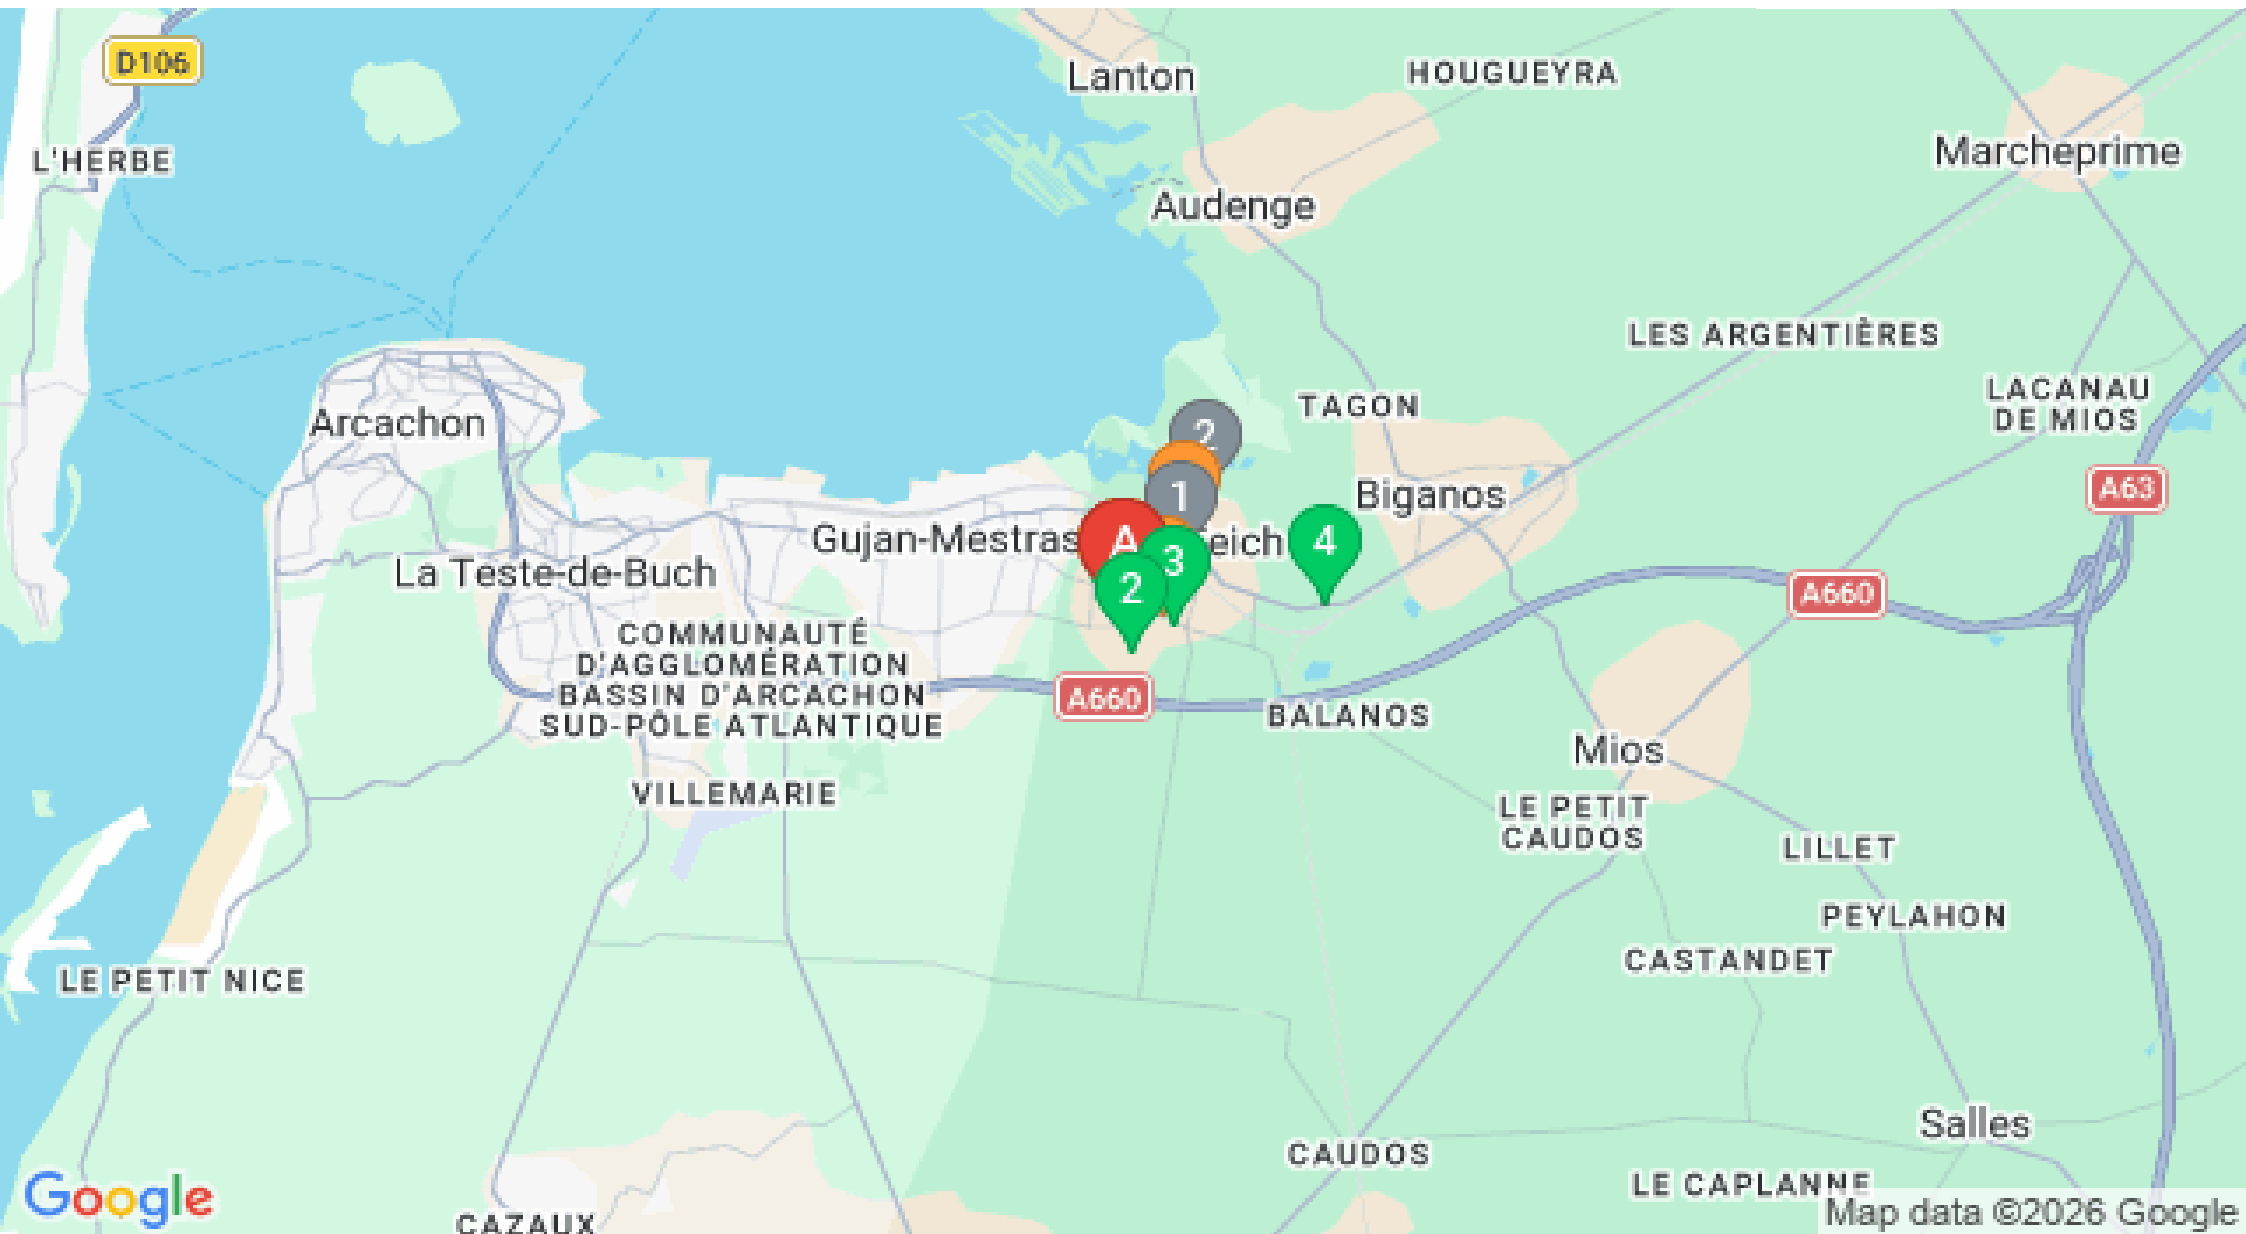 D106
Lanton
HOUGUEYRA
Marcheprime
L'HERBE
Audenge
LES ARGENTIÈRES
LACANAU
DE MIOS
TAGON
Arcachon
2
A63
Biganos
1
Gujan-Mestras
A
3
eich
4
La Teste-de-Buch
2
A660
COMMUNAUTÉ
D'AGGLOMÉRATION
BASSIN D'ARCACHON
SUD-PÔLE ATLANTIQUE
A660
BALANOS
Mios
VILLEMARIE
LE PETIT
CAUDOS
LILLET
PEYLAHON
CASTANDET
LE PETIT NICE
Salles
CAUDOS
LE CAPLANNE
Google
CAZAUX
Map data ©2026 Google